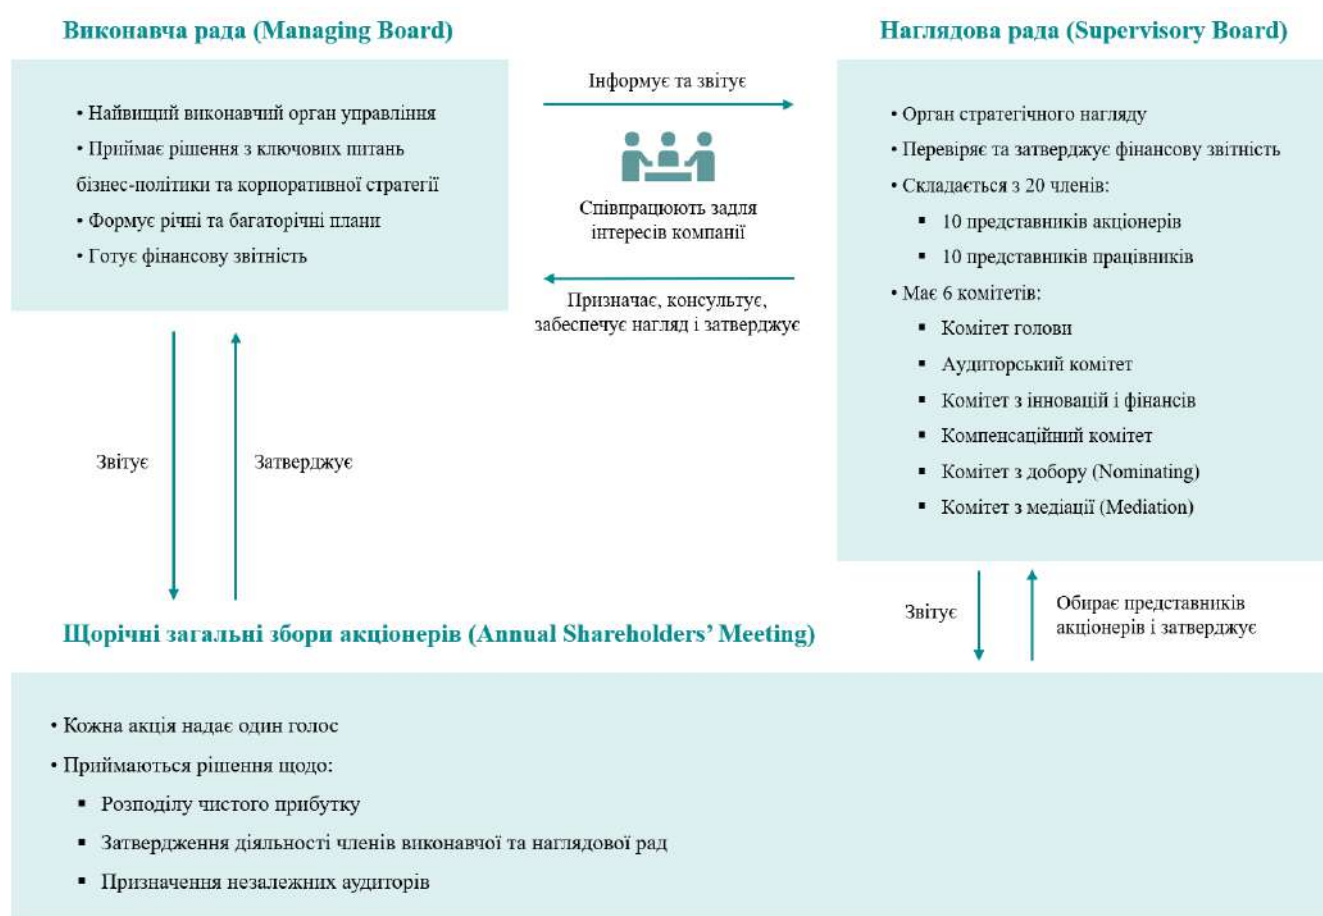 Виконавча рада (Managing Board)
• Найвищий виконавчий орган управління
• Приймає рішення з ключових питань
бізнес-політики та корпоративної стратегії
• Формує річні та багаторічні плани
• Готує фінансову звітність
Інформує та звітує
Співпрацюють задля
інтересів компанії
Призначає, консультує,
забеспечує нагляд і затверджує
Наглядова рада (Supervisory Board)
• Орган стратегічного нагляду
• Перевіряє та затверджує фінансову звітність
• Складається з 20 членів:
▪ 10 представників акціонерів
▪ 10 представників працівників
• Має 6 комітетів:
▪ Комітет голови
▪ Аудиторський комітет
▪ Комітет з інновацій і фінансів
▪ Компенсаційний комітет
▪ Комітет з добору (Nominating)
▪ Комітет з медіації (Mediation)
Звітує
Затверджує
Звітує
Обирає представників
акціонерів і затверджує
Щорічні загальні збори акціонерів (Annual Shareholders’ Meeting)
• Кожна акція надає один голос
• Приймаються рішення щодо:
▪ Розподілу чистого прибутку
▪ Затвердження діяльності членів виконавчої та наглядової рад
▪ Призначення незалежних аудиторів